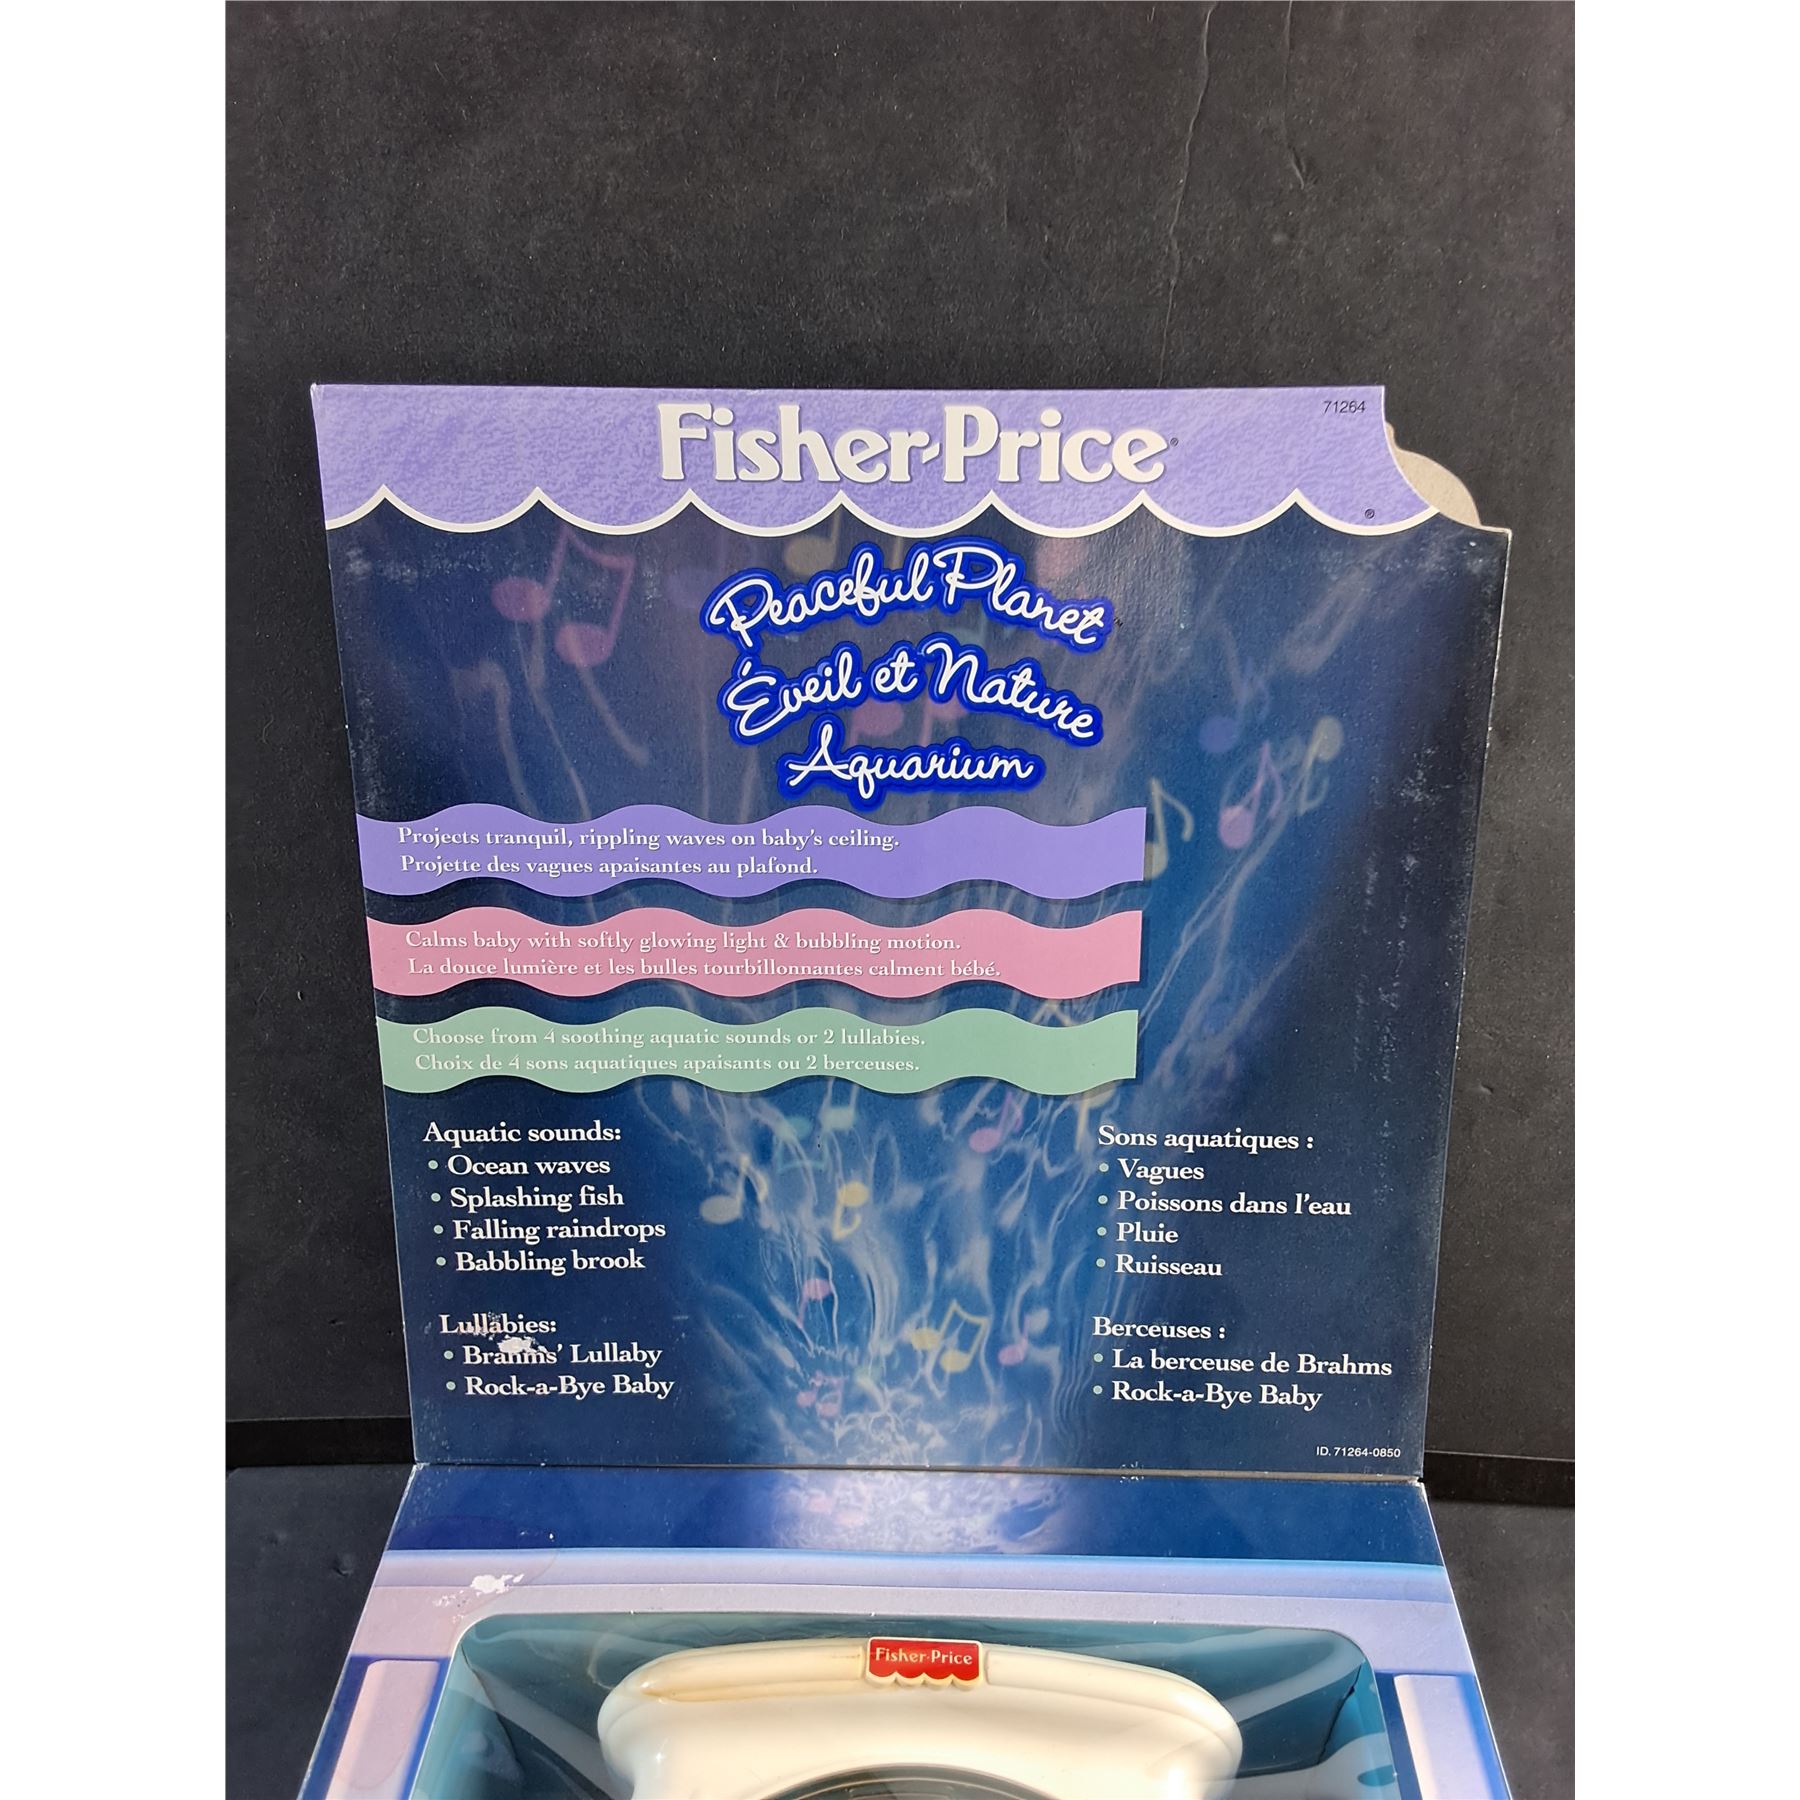 Fisher-Price®
71264
®
Peaceful Planet™
Éveil et Nature
Aquarium
Projects tranquil, rippling waves on baby's ceiling.
Projette des vagues apaisantes au plafond.
Calms baby with softly glowing light & bubbling motion.
La douce lumière et les bulles tourbillonnantes calment bébé.
Choose from 4 soothing aquatic sounds or 2 lullabies.
Choix de 4 sons aquatiques apaisants ou 2 berceuses.
Aquatic sounds:
• Ocean waves
• Splashing fish
• Falling raindrops
• Babbling brook
Lullabies:
• Brahms' Lullaby
• Rock-a-Bye Baby
Sons aquatiques :
• Vagues
• Poissons dans l'eau
• Pluie
• Ruisseau
Berceuses :
• La berceuse de Brahms
• Rock-a-Bye Baby
ID. 71264-0850
Fisher-Price